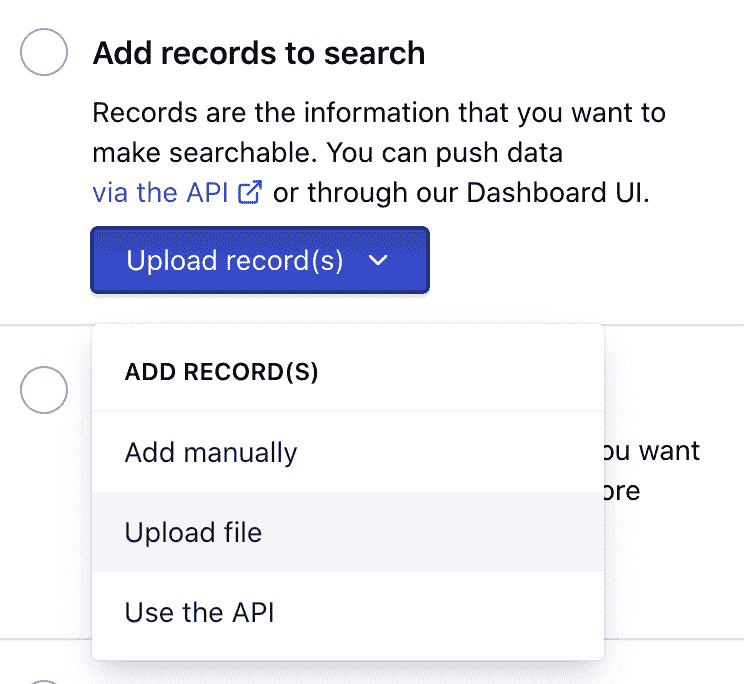 Add records to search
Records are the information that you want to
make searchable. You can push data
via the API or through our Dashboard UI.
Upload record(s)
ADD RECORD(S)
Add manually
you want
Upload file
Use the API